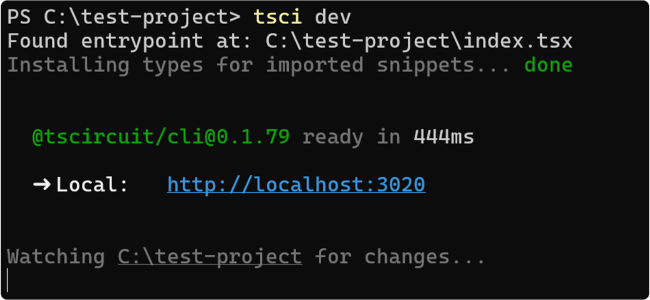 PS C:\test-project> tsci dev
Found entrypoint at: C:\test-project\index.tsx
Installing types for imported snippets... done
@tscircuit/cli@0.1.79 ready in 444ms
➜ Local: http://localhost:3020
Watching C:\test-project for changes...